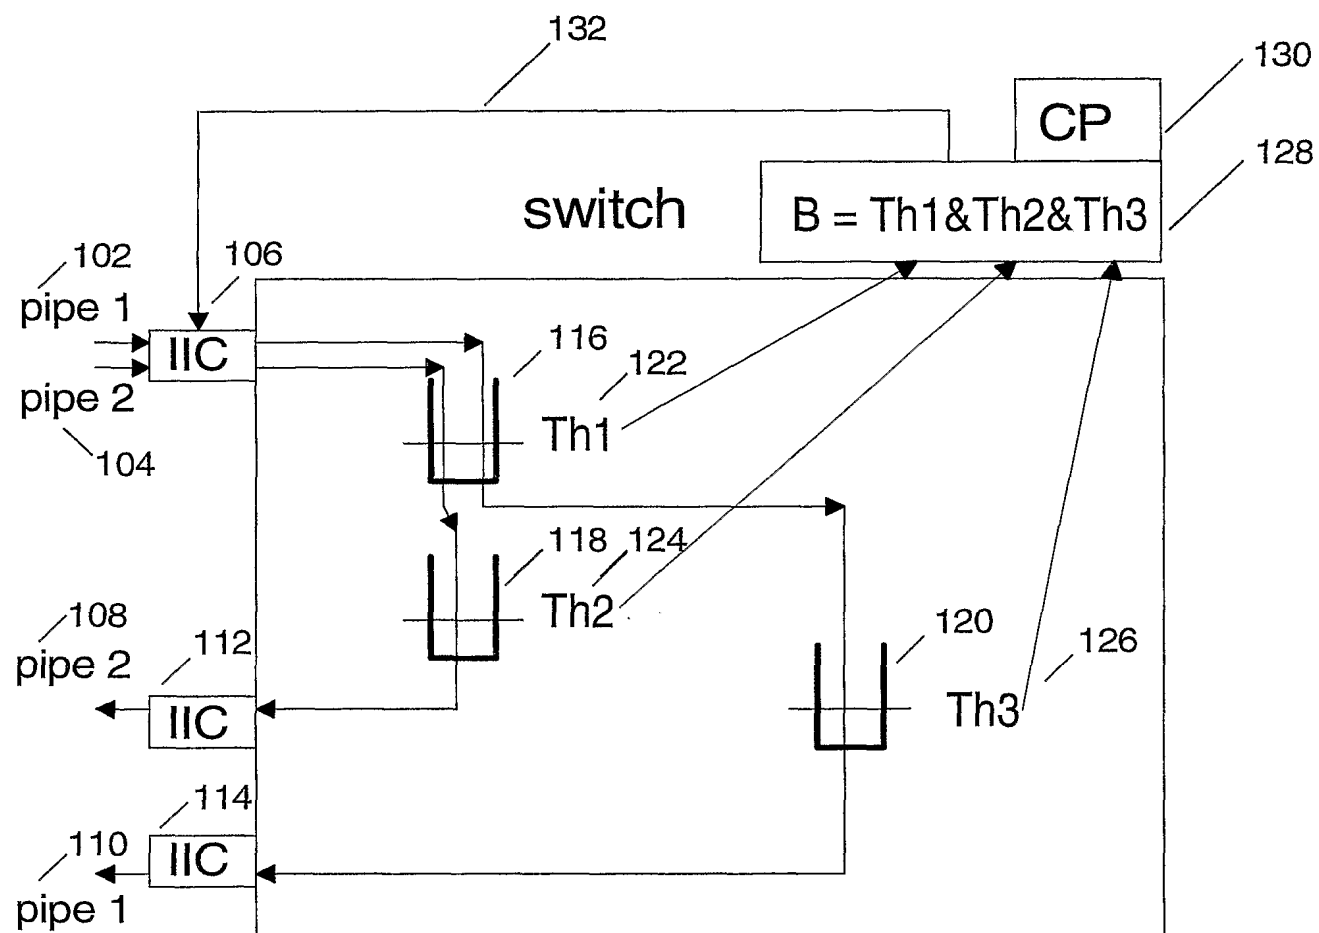 132
130
CP
128
switch
B = Th1&Th2&Th3
102
106
pipe 1
IIC
116
122
pipe 2
Th1
104
118
124
Th2
108
120
112
126
pipe 2
IIC
Th3
114
110
IIC
pipe 1